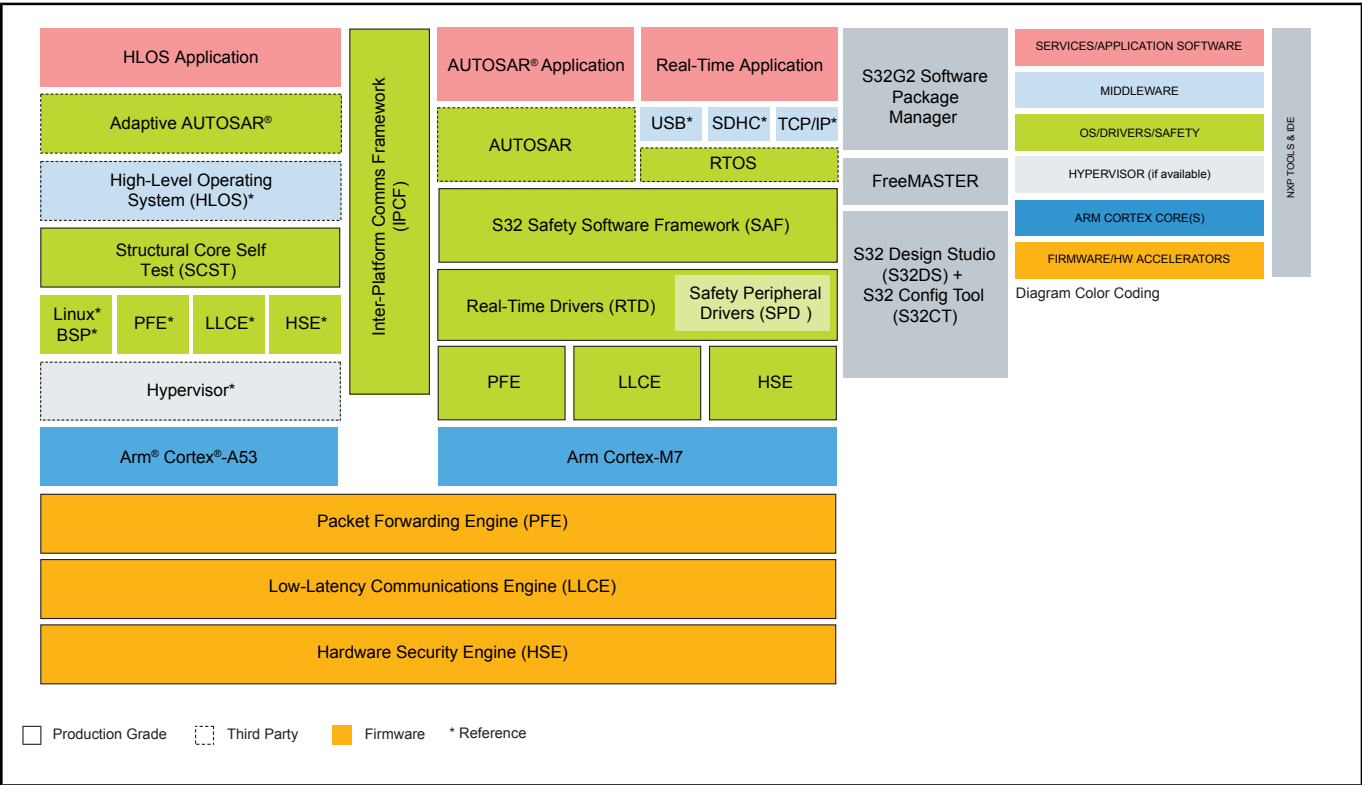 HLOS Application
Adaptive AUTOSAR®
High-Level Operating
System (HLOS)*
Structural Core Self
Test (SCST)
Linux*
BSP*
PFE*
LLCE*
HSE*
Hypervisor*
Arm® Cortex®-A53
Inter-Platform Comms Framework
(IPCF)
AUTOSAR® Application
Real-Time Application
AUTOSAR
USB*
SDHC*
TCP/IP*
RTOS
S32 Safety Software Framework (SAF)
Real-Time Drivers (RTD)
Safety Peripheral
Drivers (SPD )
PFE
LLCE
HSE
Arm Cortex-M7
Packet Forwarding Engine (PFE)
Low-Latency Communications Engine (LLCE)
Hardware Security Engine (HSE)
S32G2 Software
Package
Manager
FreeMASTER
S32 Design Studio
(S32DS) +
S32 Config Tool
(S32CT)
SERVICES/APPLICATION SOFTWARE
MIDDLEWARE
OS/DRIVERS/SAFETY
HYPERVISOR (if available)
ARM CORTEX CORE(S)
FIRMWARE/HW ACCELERATORS
Diagram Color Coding
NXP TOOLS & IDE
Production Grade
Third Party
Firmware
* Reference